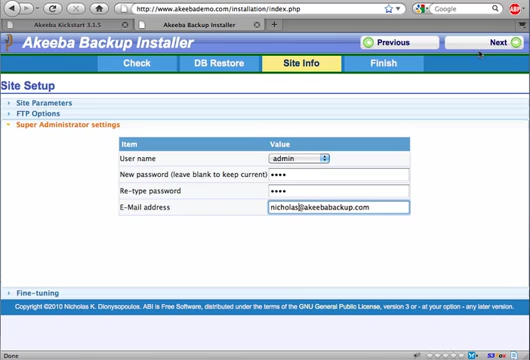 http://www.akeebademo.com/installation/index.php
Google
ABP
Akeeba Kickstart 3.1.5
Akeeba Backup Installer
Akeeba Backup Installer
Previous
Next
Check
DB Restore
Site Info
Finish
Site Setup
Site Parameters
FTP Options
Super Administrator settings
Item
Value
User name
admin
New password (leave blank to keep current)
••••
Re-type password
••••
E-Mail address
nicholas@akeebabackup.com
Fine-tuning
Copyright ©2010 Nicholas K. Dionysopoulos. ABI is Free Software, distributed under the terms of the GNU General Public License, version 3 or - at your option - any later version.
Done